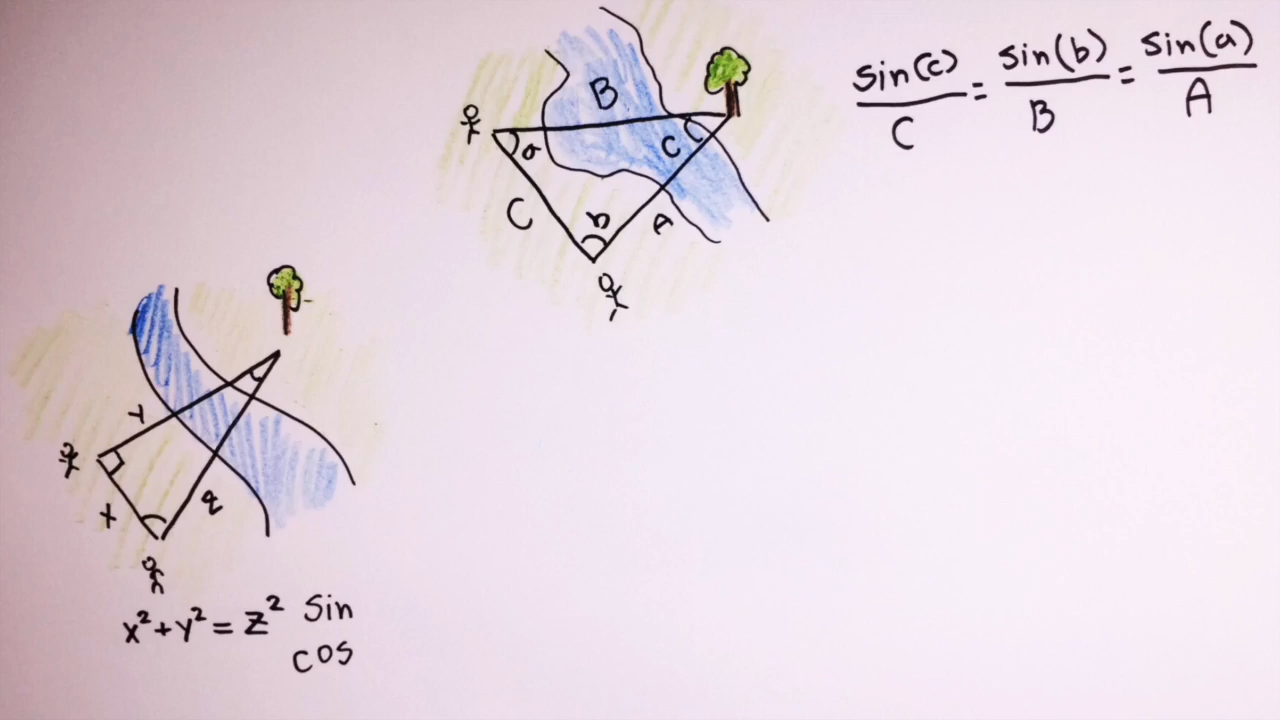 B
a
c
C
b
A
sin(c)/C = sin(b)/B = sin(a)/A
Y
X
z
x²+y²=z²
sin
cos